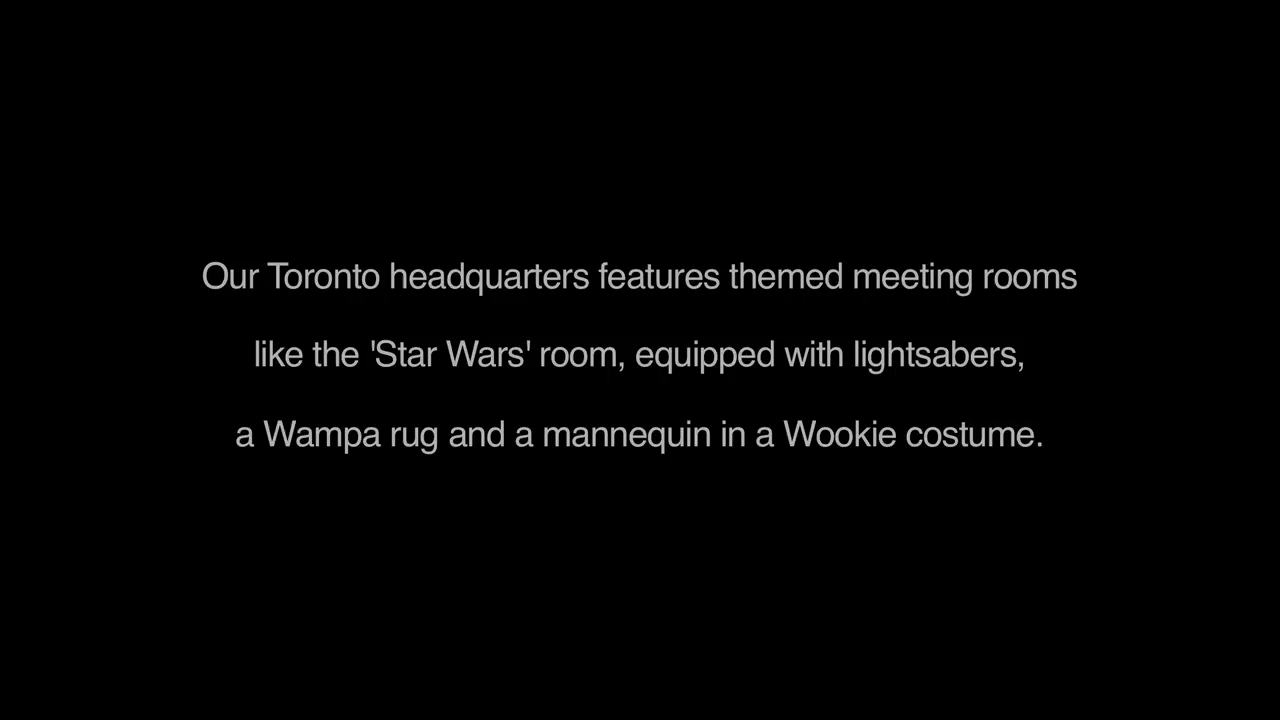 Our Toronto headquarters features themed meeting rooms
like the 'Star Wars' room, equipped with lightsabers,
a Wampa rug and a mannequin in a Wookie costume.